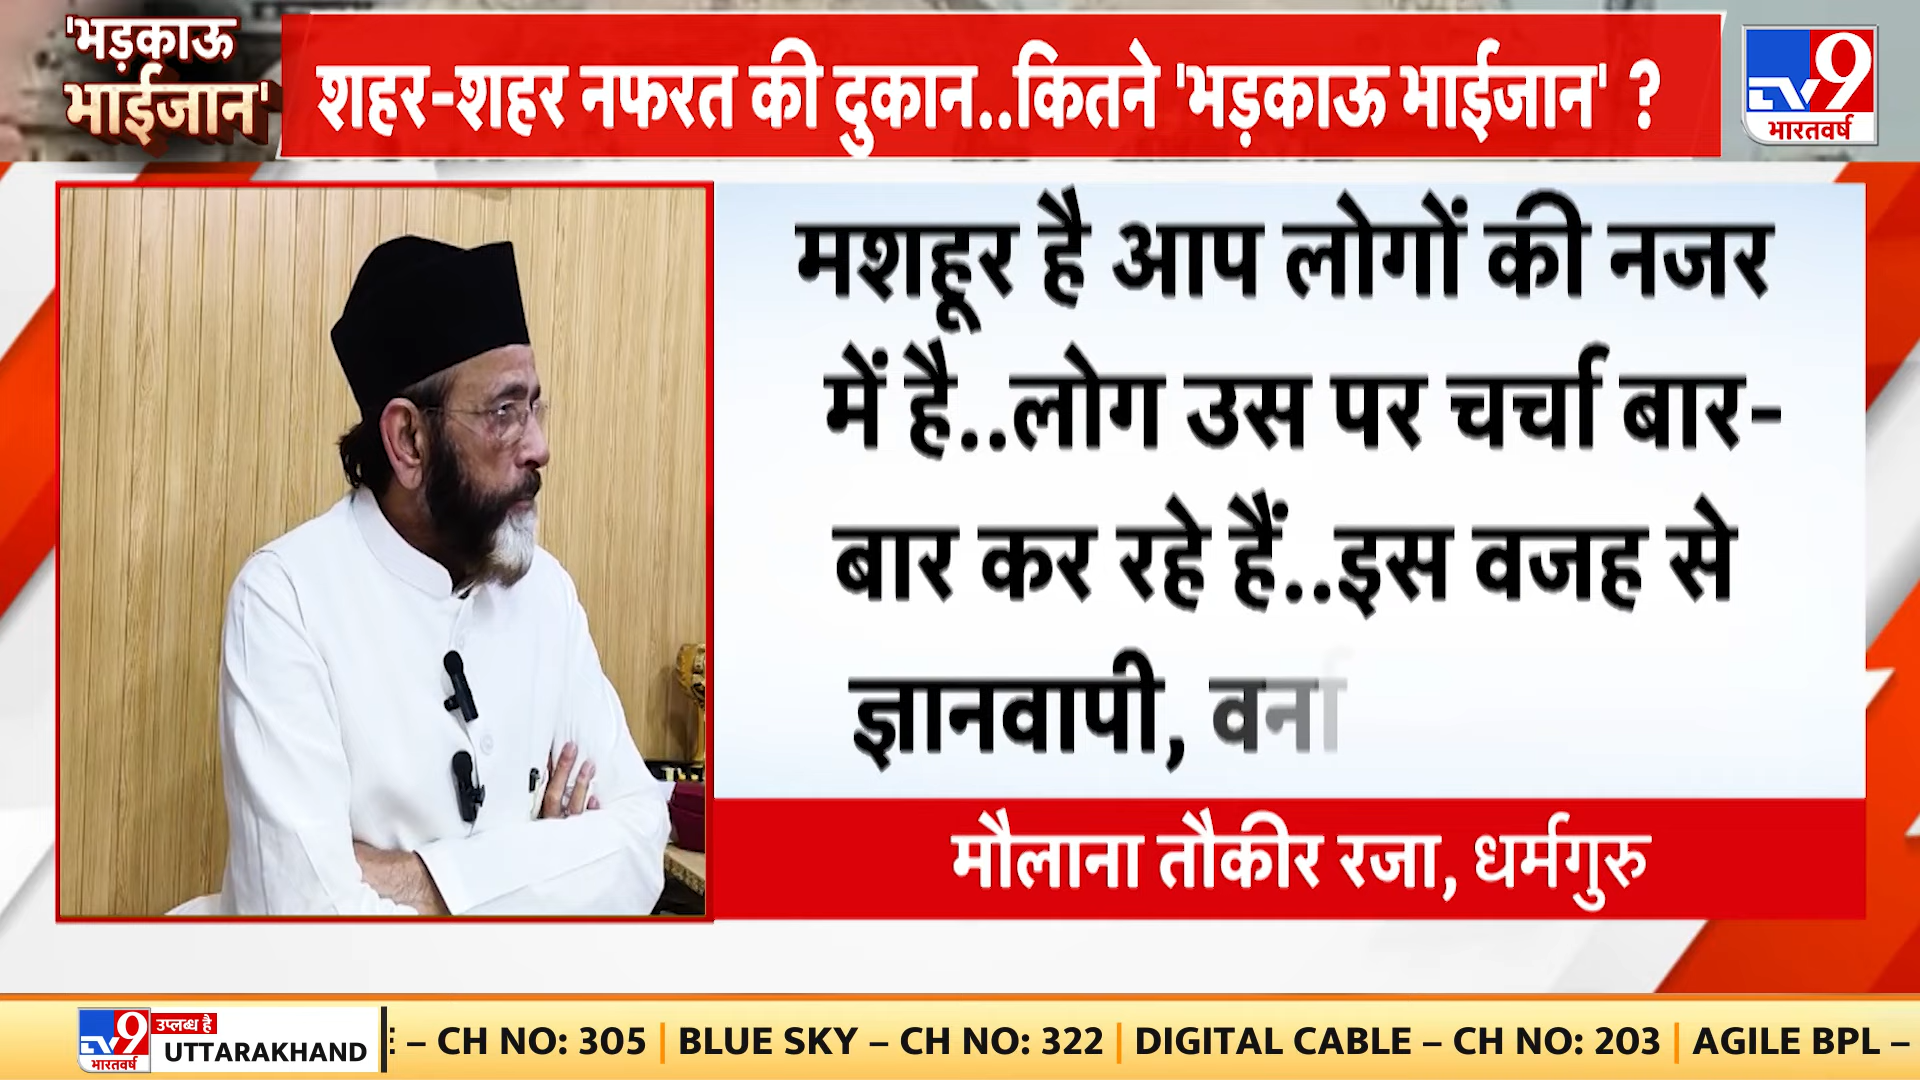 'भड़काऊ
भाईजान'
शहर-शहर नफरत की दुकान..कितने 'भड़काऊ भाईजान' ?
TV9
भारतवर्ष
मशहूर है आप लोगों की नजर
में है..लोग उस पर चर्चा बार-
बार कर रहे हैं..इस वजह से
ज्ञानवापी,
मौलाना तौकीर रजा, धर्मगुरु
TV9
भारतवर्ष
उपलब्ध है
UTTARAKHAND
– CH NO: 305 | BLUE SKY – CH NO: 322 | DIGITAL CABLE – CH NO: 203 | AGILE BPL –